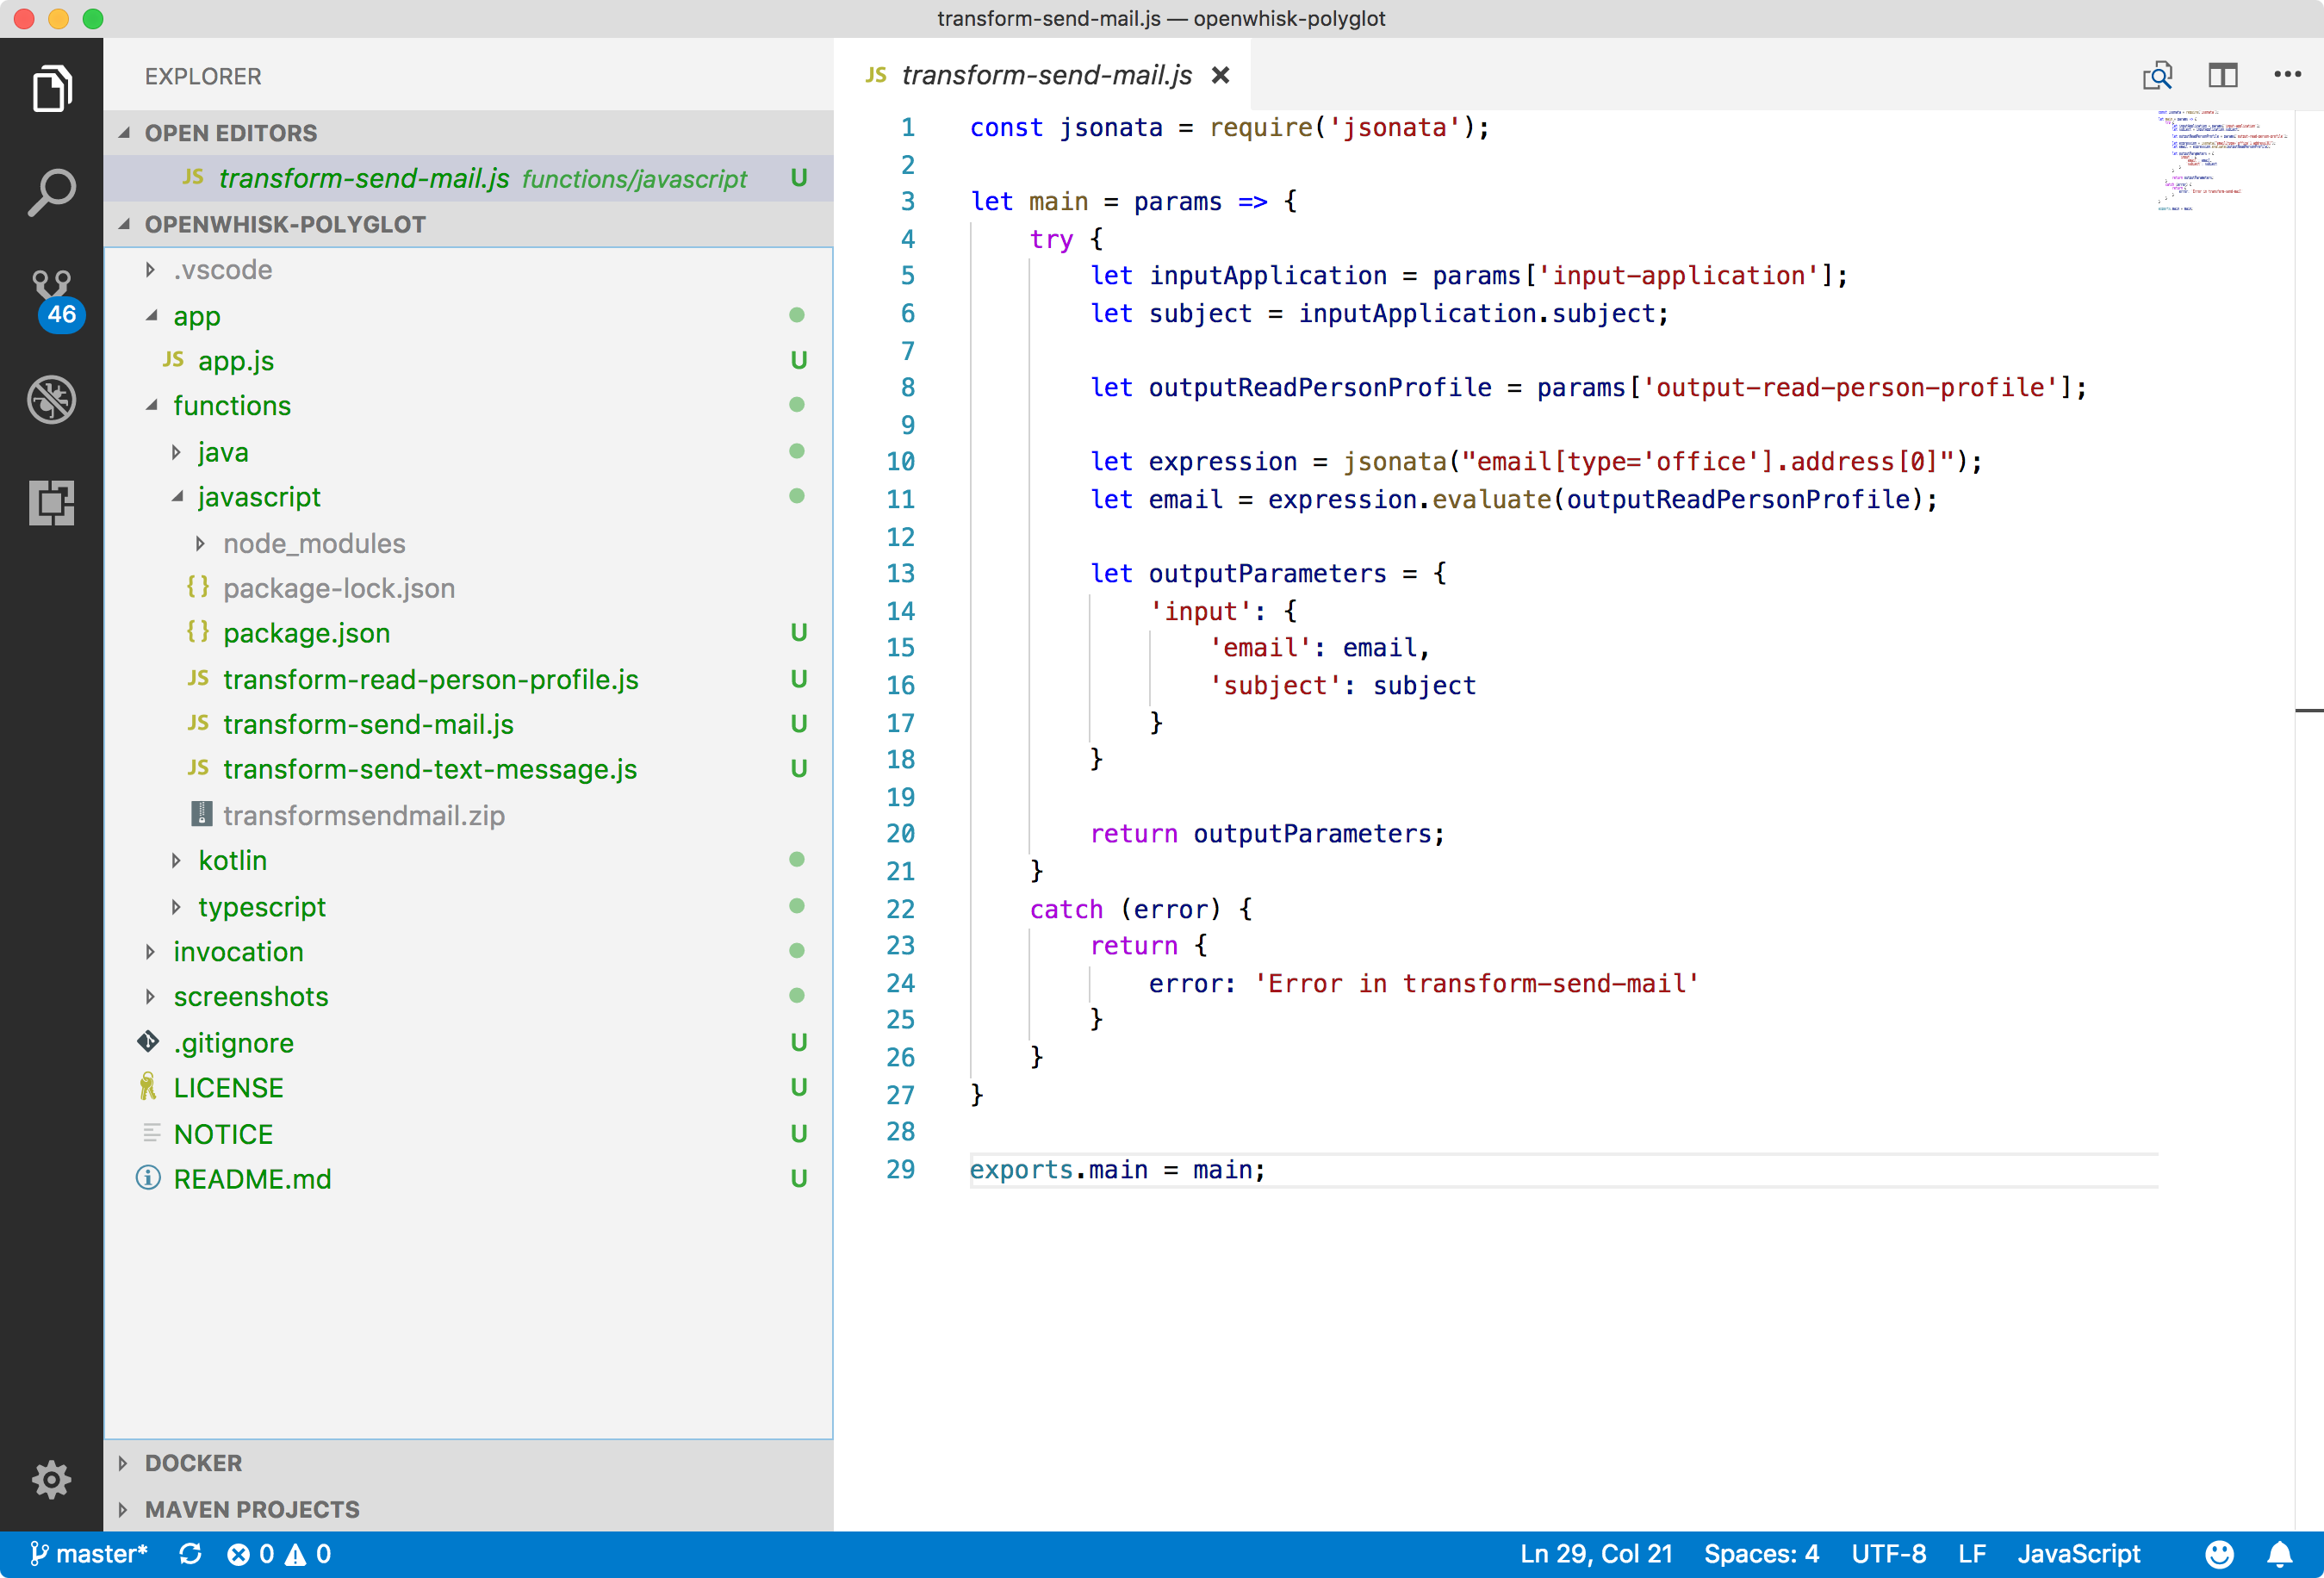 transform-send-mail.js — openwhisk-polyglot
EXPLORER
OPEN EDITORS
JS transform-send-mail.js functions/javascript U
OPENWHISK-POLYGLOT
.vscode
app
JS app.js U
functions
java
javascript
node_modules
{} package-lock.json
{} package.json U
JS transform-read-person-profile.js U
JS transform-send-mail.js U
JS transform-send-text-message.js U
transformsendmail.zip
kotlin
typescript
invocation
screenshots
.gitignore U
LICENSE U
NOTICE U
README.md U
DOCKER
MAVEN PROJECTS
46
JS transform-send-mail.js
1 const jsonata = require('jsonata');
2
3 let main = params => {
4     try {
5         let inputApplication = params['input-application'];
6         let subject = inputApplication.subject;
7
8         let outputReadPersonProfile = params['output-read-person-profile'];
9
10         let expression = jsonata("email[type='office'].address[0]");
11         let email = expression.evaluate(outputReadPersonProfile);
12
13         let outputParameters = {
14             'input': {
15                 'email': email,
16                 'subject': subject
17             }
18         }
19
20         return outputParameters;
21     }
22     catch (error) {
23         return {
24             error: 'Error in transform-send-mail'
25         }
26     }
27 }
28
29 exports.main = main;
master* 0 0 Ln 29, Col 21 Spaces: 4 UTF-8 LF JavaScript